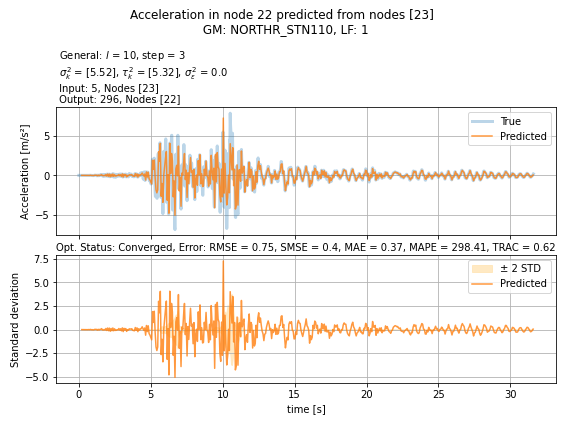 Acceleration in node 22 predicted from nodes [23]
GM: NORTHR_STN110, LF: 1
General: l = 10, step = 3
σ²ₖ = [5.52], τ²ₖ = [5.32], σ²ε = 0.0
Input: 5, Nodes [23]
Output: 296, Nodes [22]
True
Predicted
Acceleration [m/s²]
5
0
−5
Opt. Status: Converged, Error: RMSE = 0.75, SMSE = 0.4, MAE = 0.37, MAPE = 298.41, TRAC = 0.62
± 2 STD
Predicted
Standard deviation
7.5
5.0
2.5
0.0
−2.5
−5.0
0 5 10 15 20 25 30
time [s]